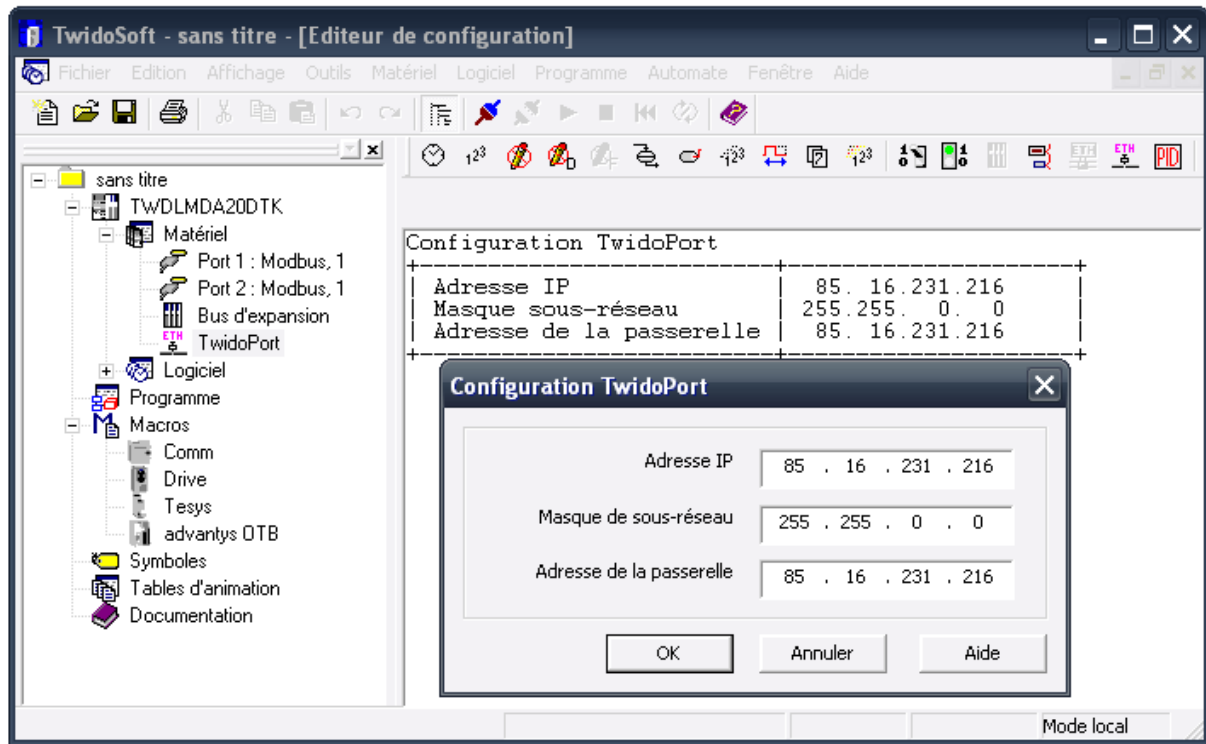 TwidoSoft - sans titre - [Editeur de configuration]
Fichier Edition Affichage Outils Matériel Logiciel Programme Automate Fenêtre Aide
sans titre
TWDLMDA20DTK
Matériel
Port 1 : Modbus, 1
Port 2 : Modbus, 1
Bus d'expansion
ETH
TwidoPort
Logiciel
Programme
Macros
Comm
Drive
Tesys
advantys OTB
Symboles
Tables d'animation
Documentation
ETH ETH PID
Configuration TwidoPort
Adresse IP 85. 16.231.216
Masque sous-réseau 255.255. 0. 0
Adresse de la passerelle 85. 16.231.216
Configuration TwidoPort
Adresse IP 85 . 16 . 231 . 216
Masque de sous-réseau 255 . 255 . 0 . 0
Adresse de la passerelle 85 . 16 . 231 . 216
OK Annuler Aide
Mode local